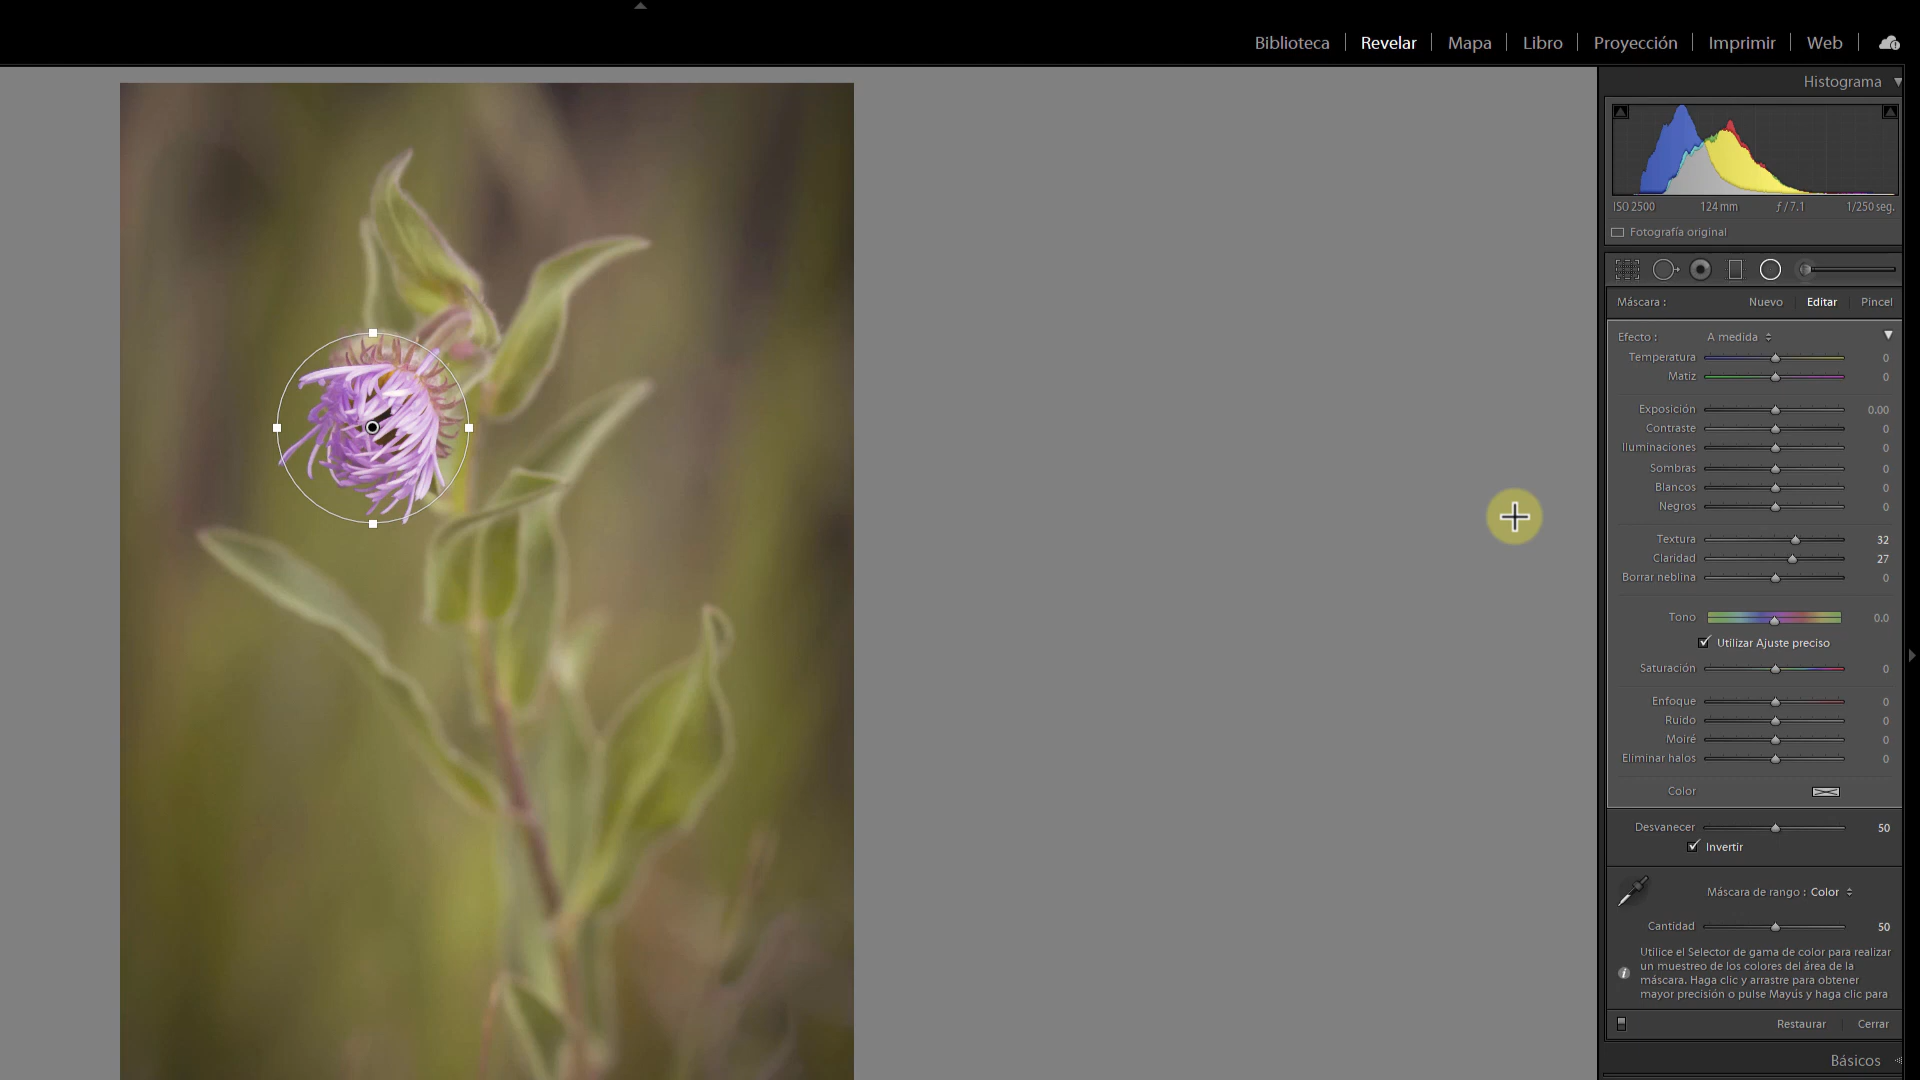 Biblioteca Revelar Mapa Libro Proyección Imprimir Web
Histograma
ISO 2500 124 mm ƒ / 7.1 1/250 seg.
Fotografía original
Máscara : Nuevo Editar Pincel
Efecto : A medida
Temperatura 0
Matiz 0
Exposición 0.00
Contraste 0
Iluminaciones 0
Sombras 0
Blancos 0
Negros 0
Textura 32
Claridad 27
Borrar neblina 0
Tono 0.0
Utilizar Ajuste preciso
Saturación 0
Enfoque 0
Ruido 0
Moiré 0
Eliminar halos 0
Color
Desvanecer 50
Invertir
Máscara de rango : Color
Cantidad 50
Utilice el Selector de gama de color para realizar
un muestreo de los colores del área de la
máscara. Haga clic y arrastre para obtener
mayor precisión o pulse Mayús y haga clic para
Restaurar Cerrar
Básicos